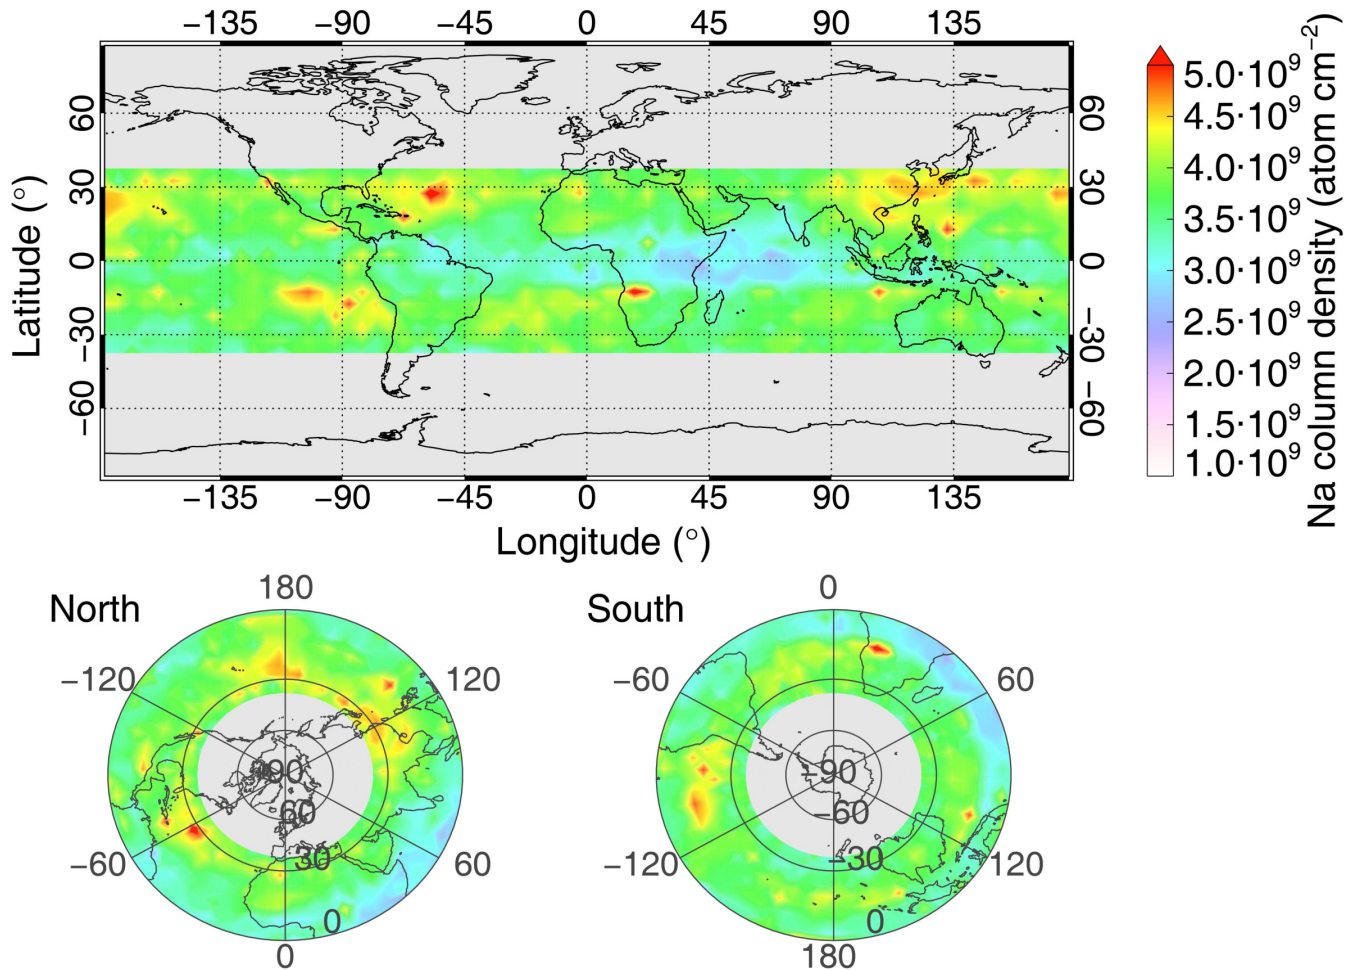 −135 −90 −45 0 45 90 135
60 30 0 −30 −60
Latitude (°)
60 30 0 −30 −60
−135 −90 −45 0 45 90 135
Longitude (°)
5.0·10⁹
4.5·10⁹
4.0·10⁹
3.5·10⁹
3.0·10⁹
2.5·10⁹
2.0·10⁹
1.5·10⁹
1.0·10⁹
Na column density (atom cm⁻²)
North
180
−120 120
90
60
−60 30 60
0
0
South
0
−60 60
−90
−60
−120 −30 120
0
180